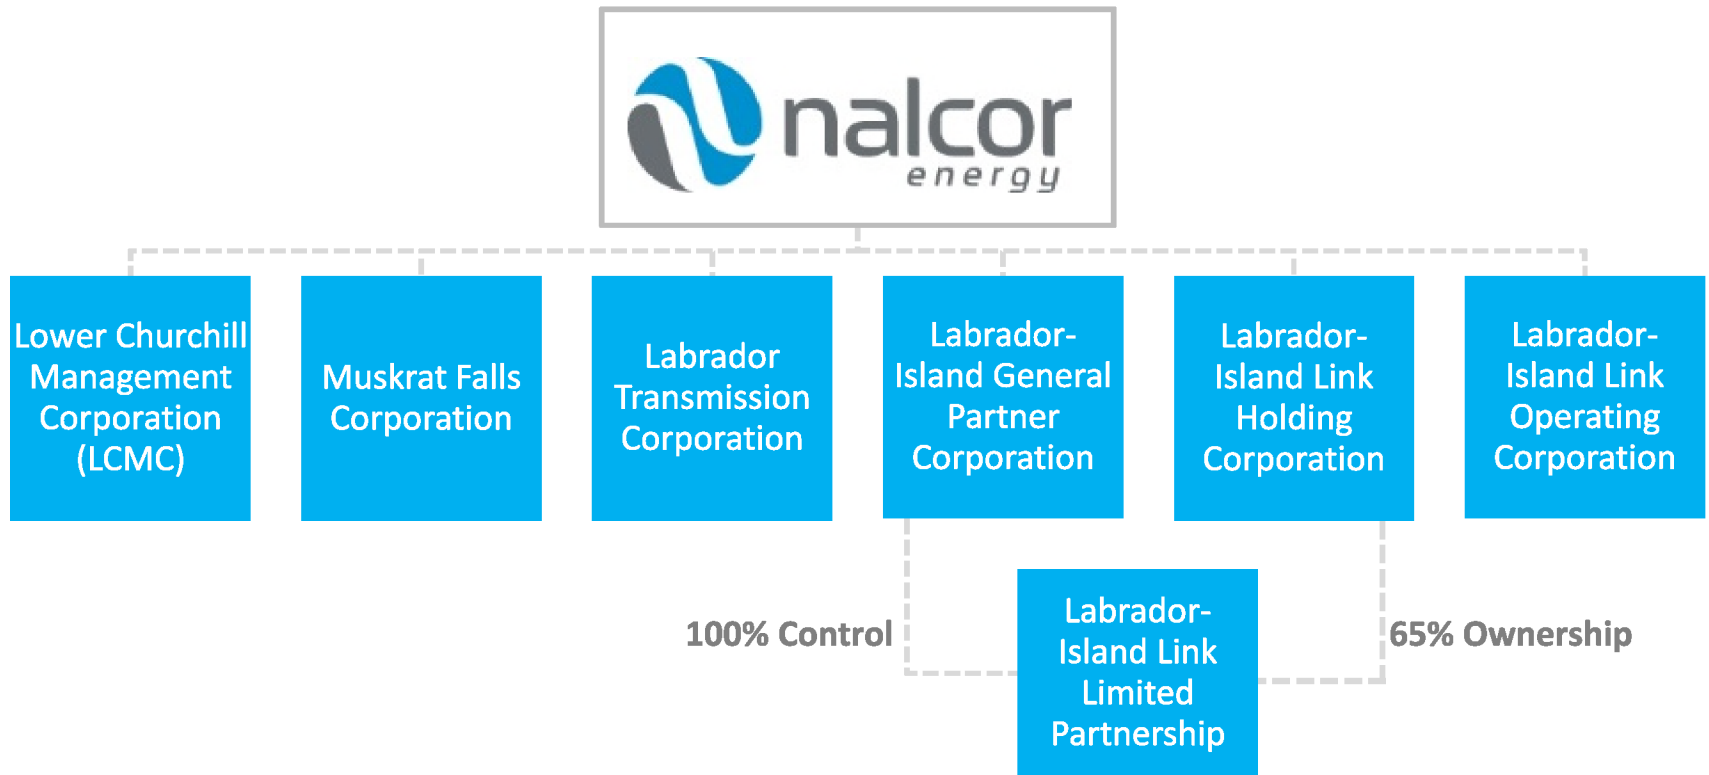 nalcor
energy
Lower Churchill
Management
Corporation
(LCMC)
Muskrat Falls
Corporation
Labrador
Transmission
Corporation
Labrador-
Island General
Partner
Corporation
Labrador-
Island Link
Holding
Corporation
Labrador-
Island Link
Operating
Corporation
100% Control
Labrador-
Island Link
Limited
Partnership
65% Ownership